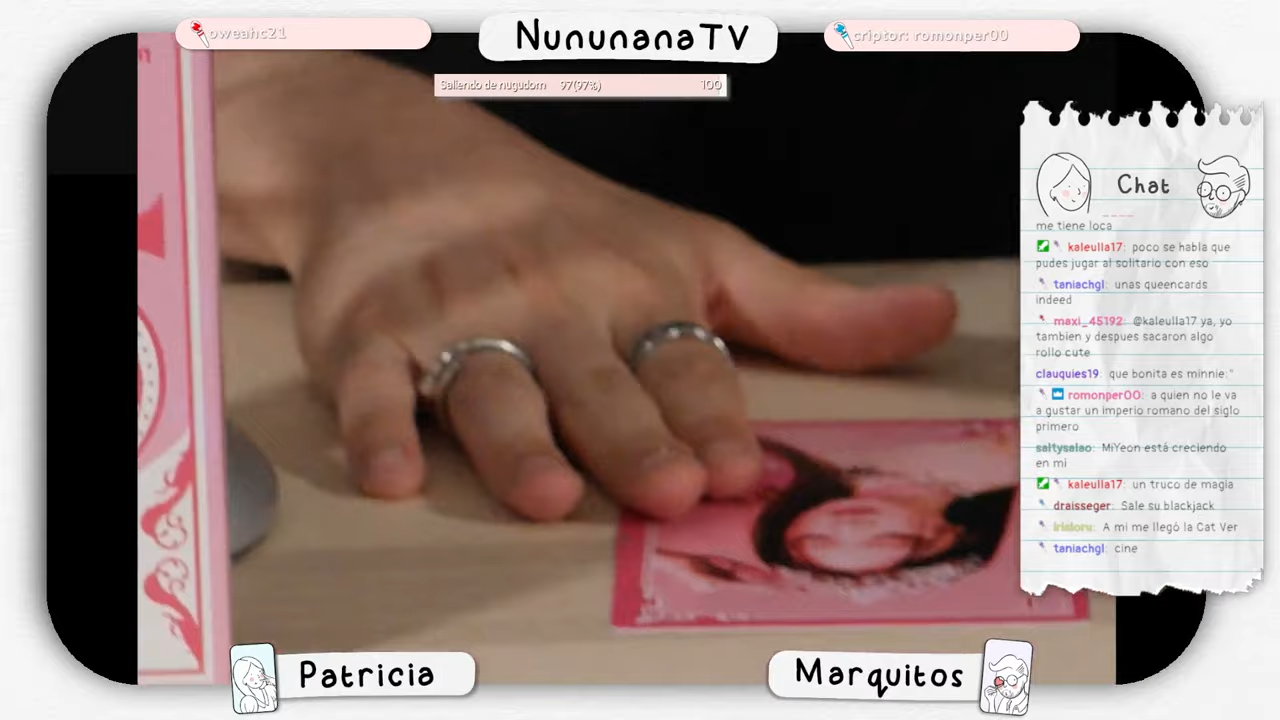 oweahc21
NununanaTV
criptor: romonper00
Saliendo de nugudom 97(97%) 100
Chat
me tiene loca
kaleulla17: poco se habla que
pudes jugar al solitario con eso
taniachgl: unas queencards
indeed
maxi_45192: @kaleulla17 ya, yo
tambien y despues sacaron algo
rollo cute
clauquies19: que bonita es minnie:"
romonper00: a quien no le va
a gustar un imperio romano del siglo
primero
saltysalao: MiYeon está creciendo
en mi
kaleulla17: un truco de magia
draisseger: Sale su blackjack
irisloru: A mi me llegó la Cat Ver
taniachgl: cine
Patricia
Marquitos